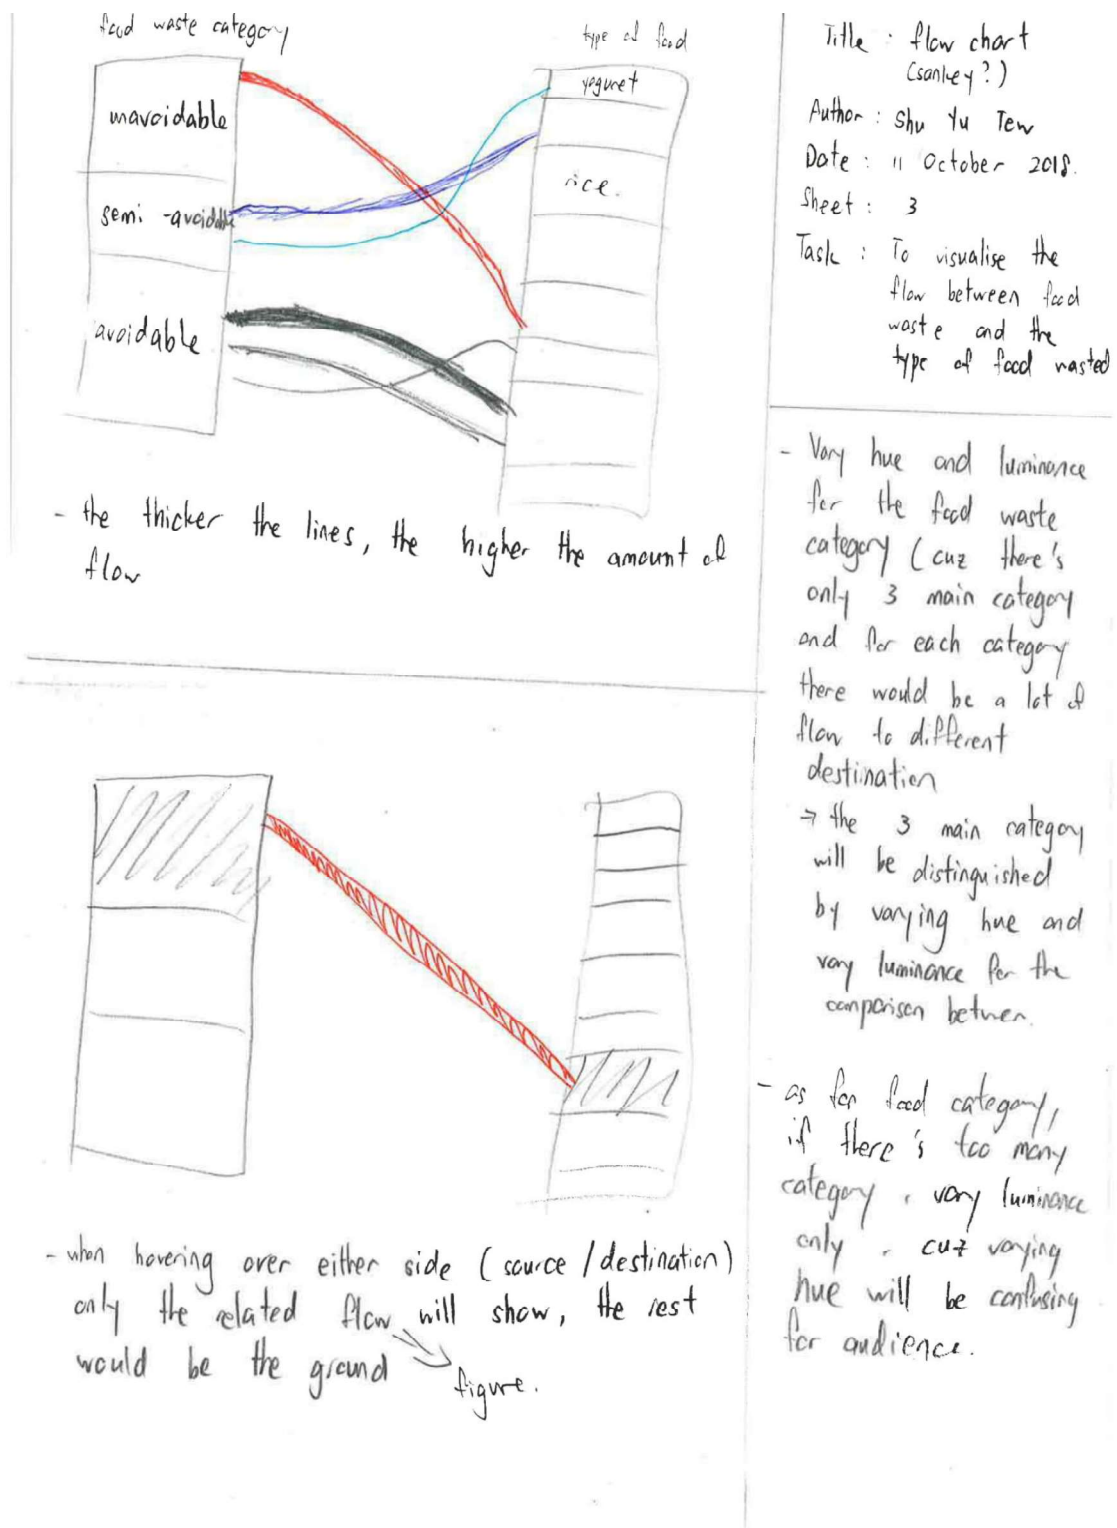 food waste category
type of food
unavoidable
semi -avoidable
avoidable
yogurt
rice.
- the thicker the lines, the higher the amount of
flow
- when hovering over either side (source / destination)
only the related flow will show, the rest
would be the ground
figure.
Title : flow chart
(sankey?)
Author : Shu Yu Tew
Date : 11 October 2018.
Sheet : 3
Task : To visualise the
flow between food
waste and the
type of food wasted
- Vary hue and luminance
for the food waste
category (cuz there's
only 3 main category
and for each category
there would be a lot of
flow to different
destination
→ the 3 main category
will be distinguished
by varying hue and
vary luminance for the
comparison between.
- as for food category,
if there's too many
category, vary luminance
only, cuz varying
hue will be confusing
for audience.